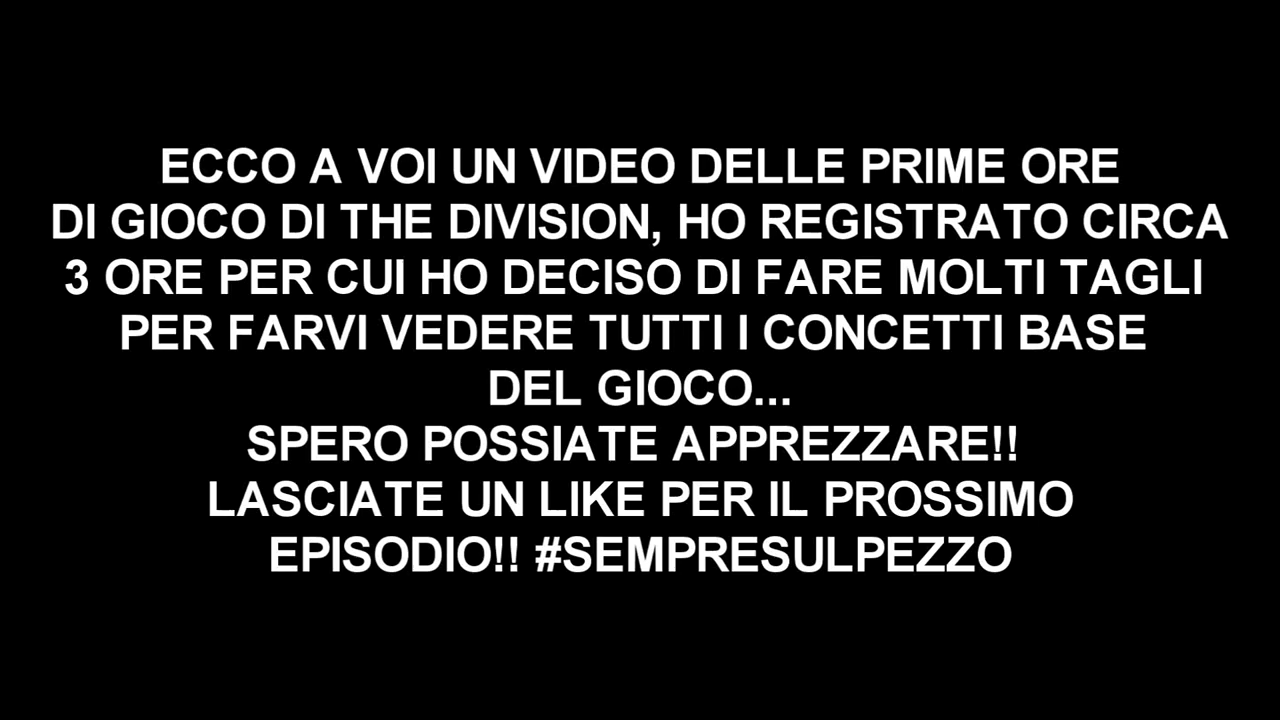 ECCO A VOI UN VIDEO DELLE PRIME ORE
DI GIOCO DI THE DIVISION, HO REGISTRATO CIRCA
3 ORE PER CUI HO DECISO DI FARE MOLTI TAGLI
PER FARVI VEDERE TUTTI I CONCETTI BASE
DEL GIOCO...
SPERO POSSIATE APPREZZARE!!
LASCIATE UN LIKE PER IL PROSSIMO
EPISODIO!! #SEMPRESULPEZZO